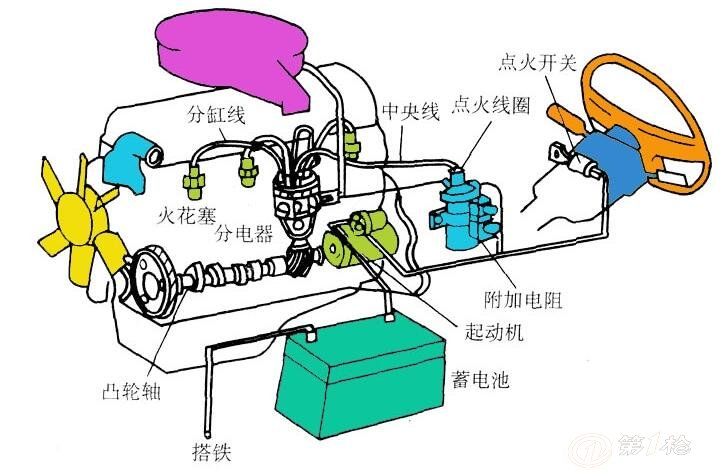 点火开关
分缸线
中央线
点火线圈
火花塞
分电器
附加电阻
起动机
凸轮轴
蓄电池
搭铁
第1枪